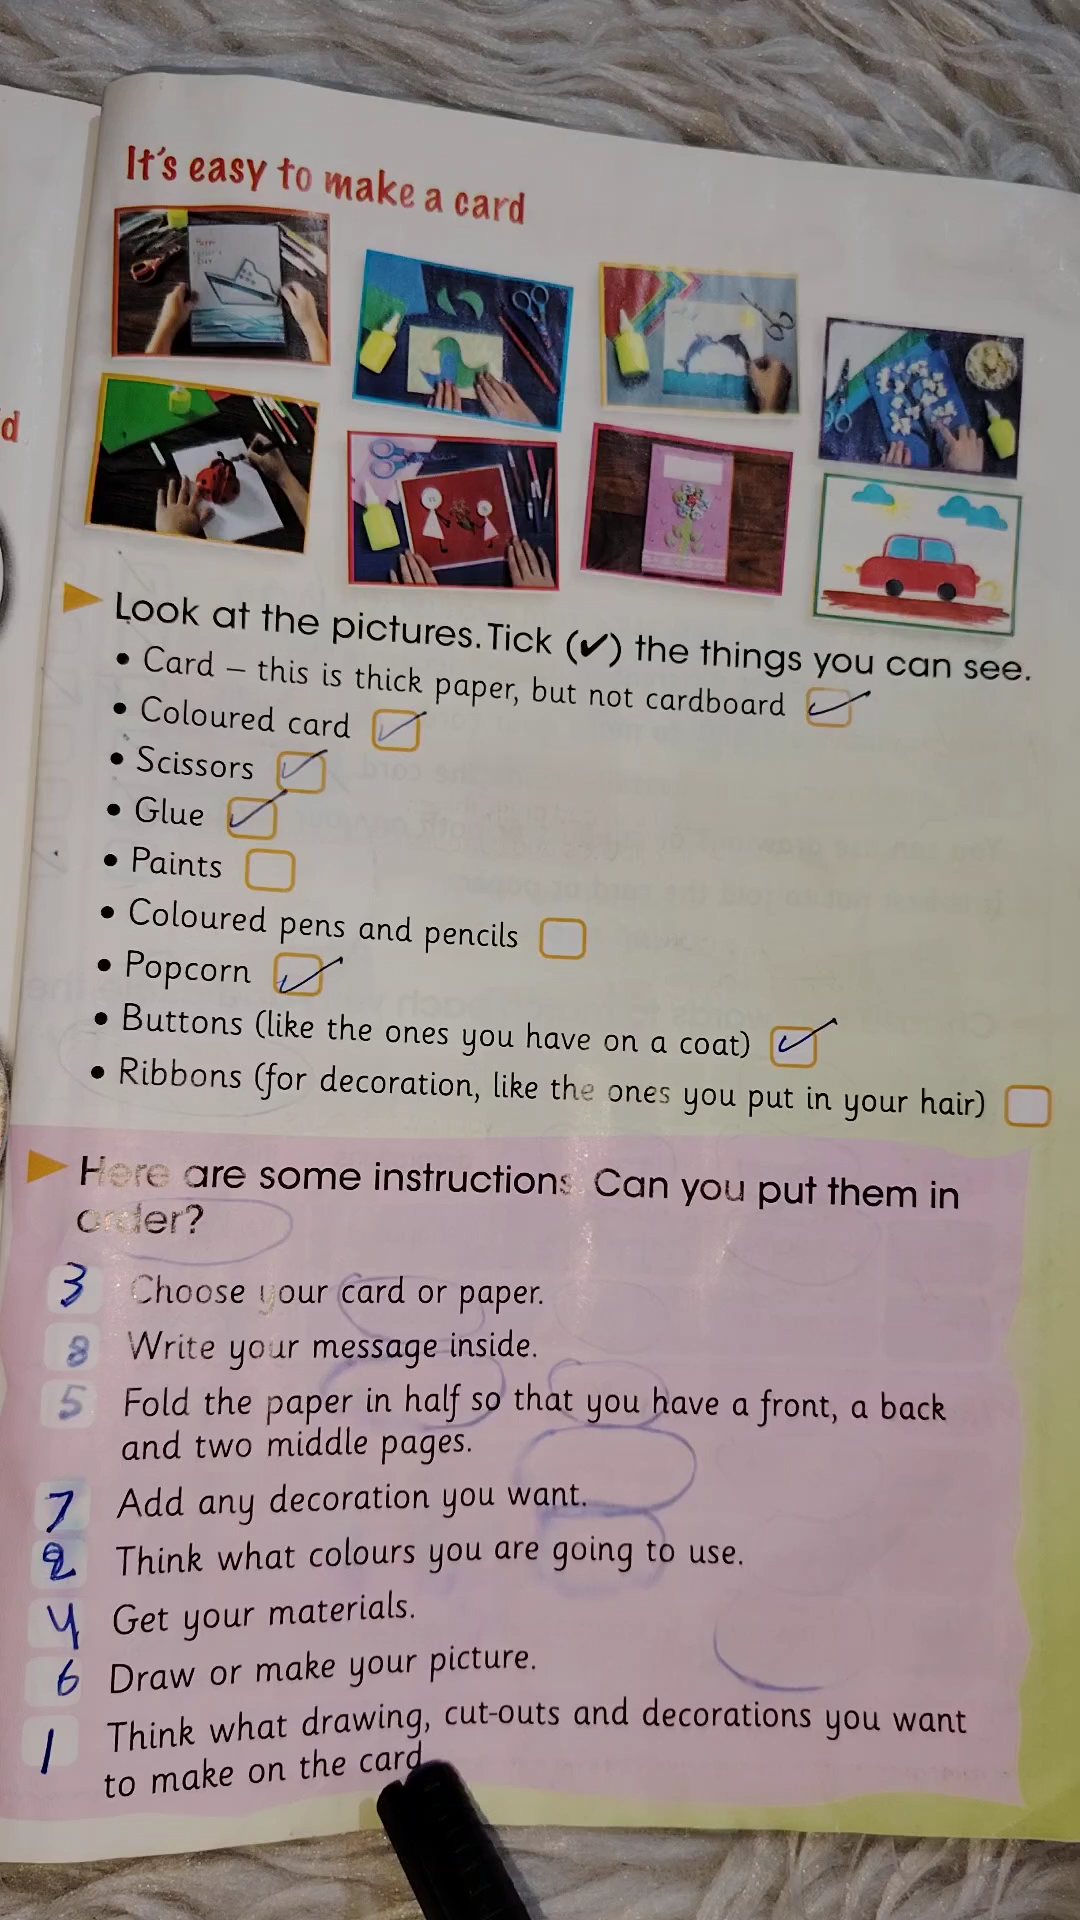 It's easy to make a card
d
Look at the pictures. Tick (✔) the things you can see.
• Card – this is thick paper, but not cardboard ✓
• Coloured card ✓
• Scissors ✓
• Glue ✓
• Paints
• Coloured pens and pencils
• Popcorn ✓
• Buttons (like the ones you have on a coat) ✓
• Ribbons (for decoration, like the ones you put in your hair)
Here are some instructions. Can you put them in
order?
3 Choose your card or paper.
8 Write your message inside.
5 Fold the paper in half so that you have a front, a back
and two middle pages.
7 Add any decoration you want.
2 Think what colours you are going to use.
4 Get your materials.
6 Draw or make your picture.
1 Think what drawing, cut-outs and decorations you want
to make on the card